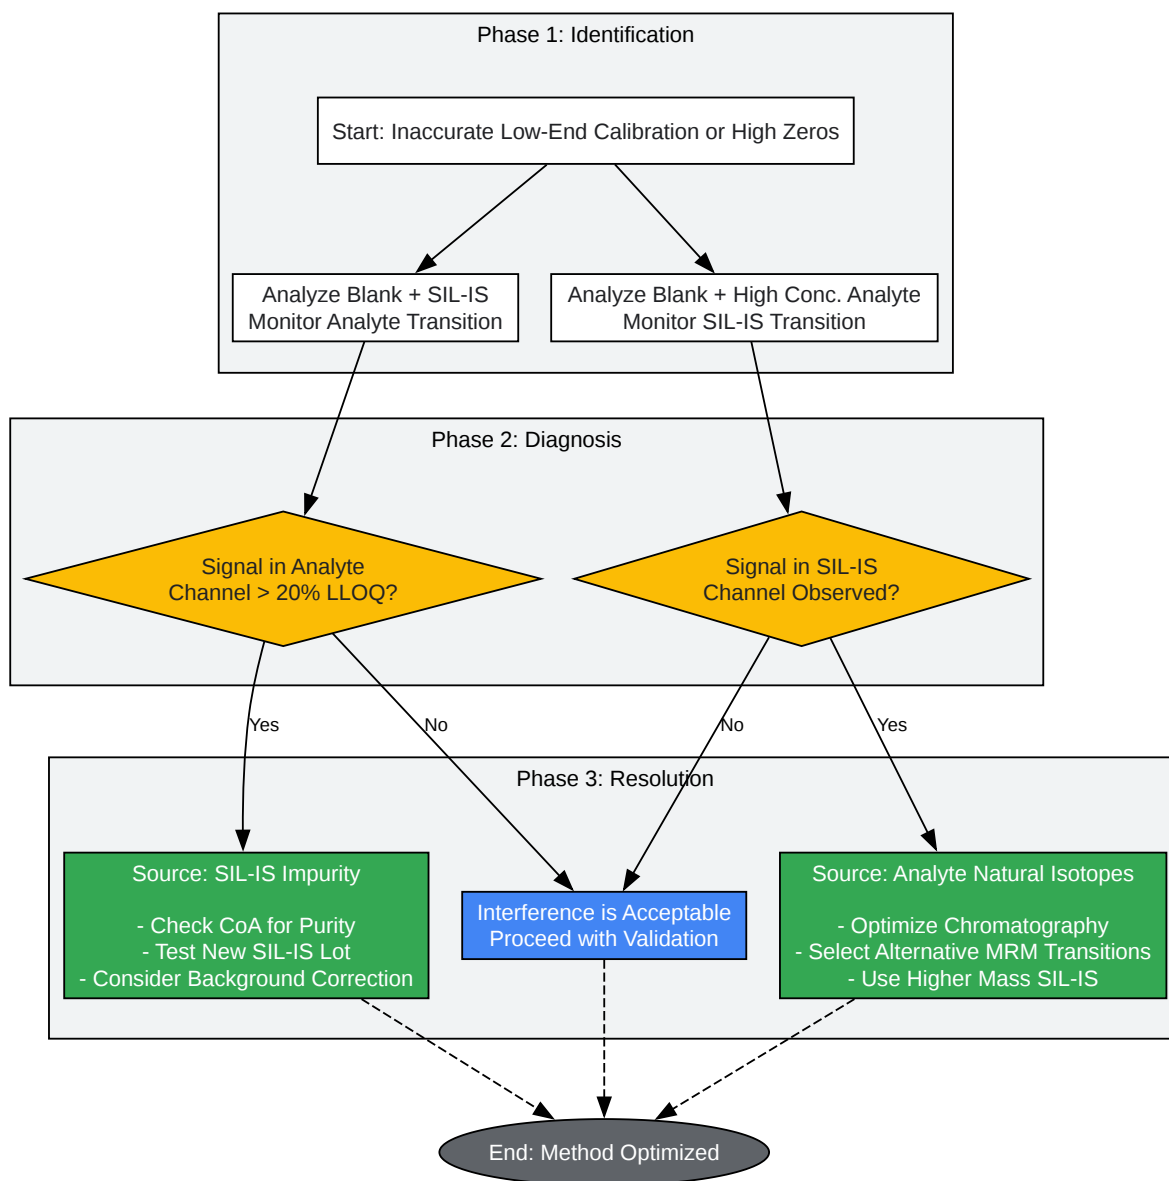 Phase 1: Identification
Start: Inaccurate Low-End Calibration or High Zeros
Analyze Blank + SIL-IS
Monitor Analyte Transition
Analyze Blank + High Conc. Analyte
Monitor SIL-IS Transition
Phase 2: Diagnosis
Signal in Analyte
Channel > 20% LLOQ?
Signal in SIL-IS
Channel Observed?
Yes
No
No
Yes
Phase 3: Resolution
Source: SIL-IS Impurity
- Check CoA for Purity
- Test New SIL-IS Lot
- Consider Background Correction
Interference is Acceptable
Proceed with Validation
Source: Analyte Natural Isotopes
- Optimize Chromatography
- Select Alternative MRM Transitions
- Use Higher Mass SIL-IS
End: Method Optimized